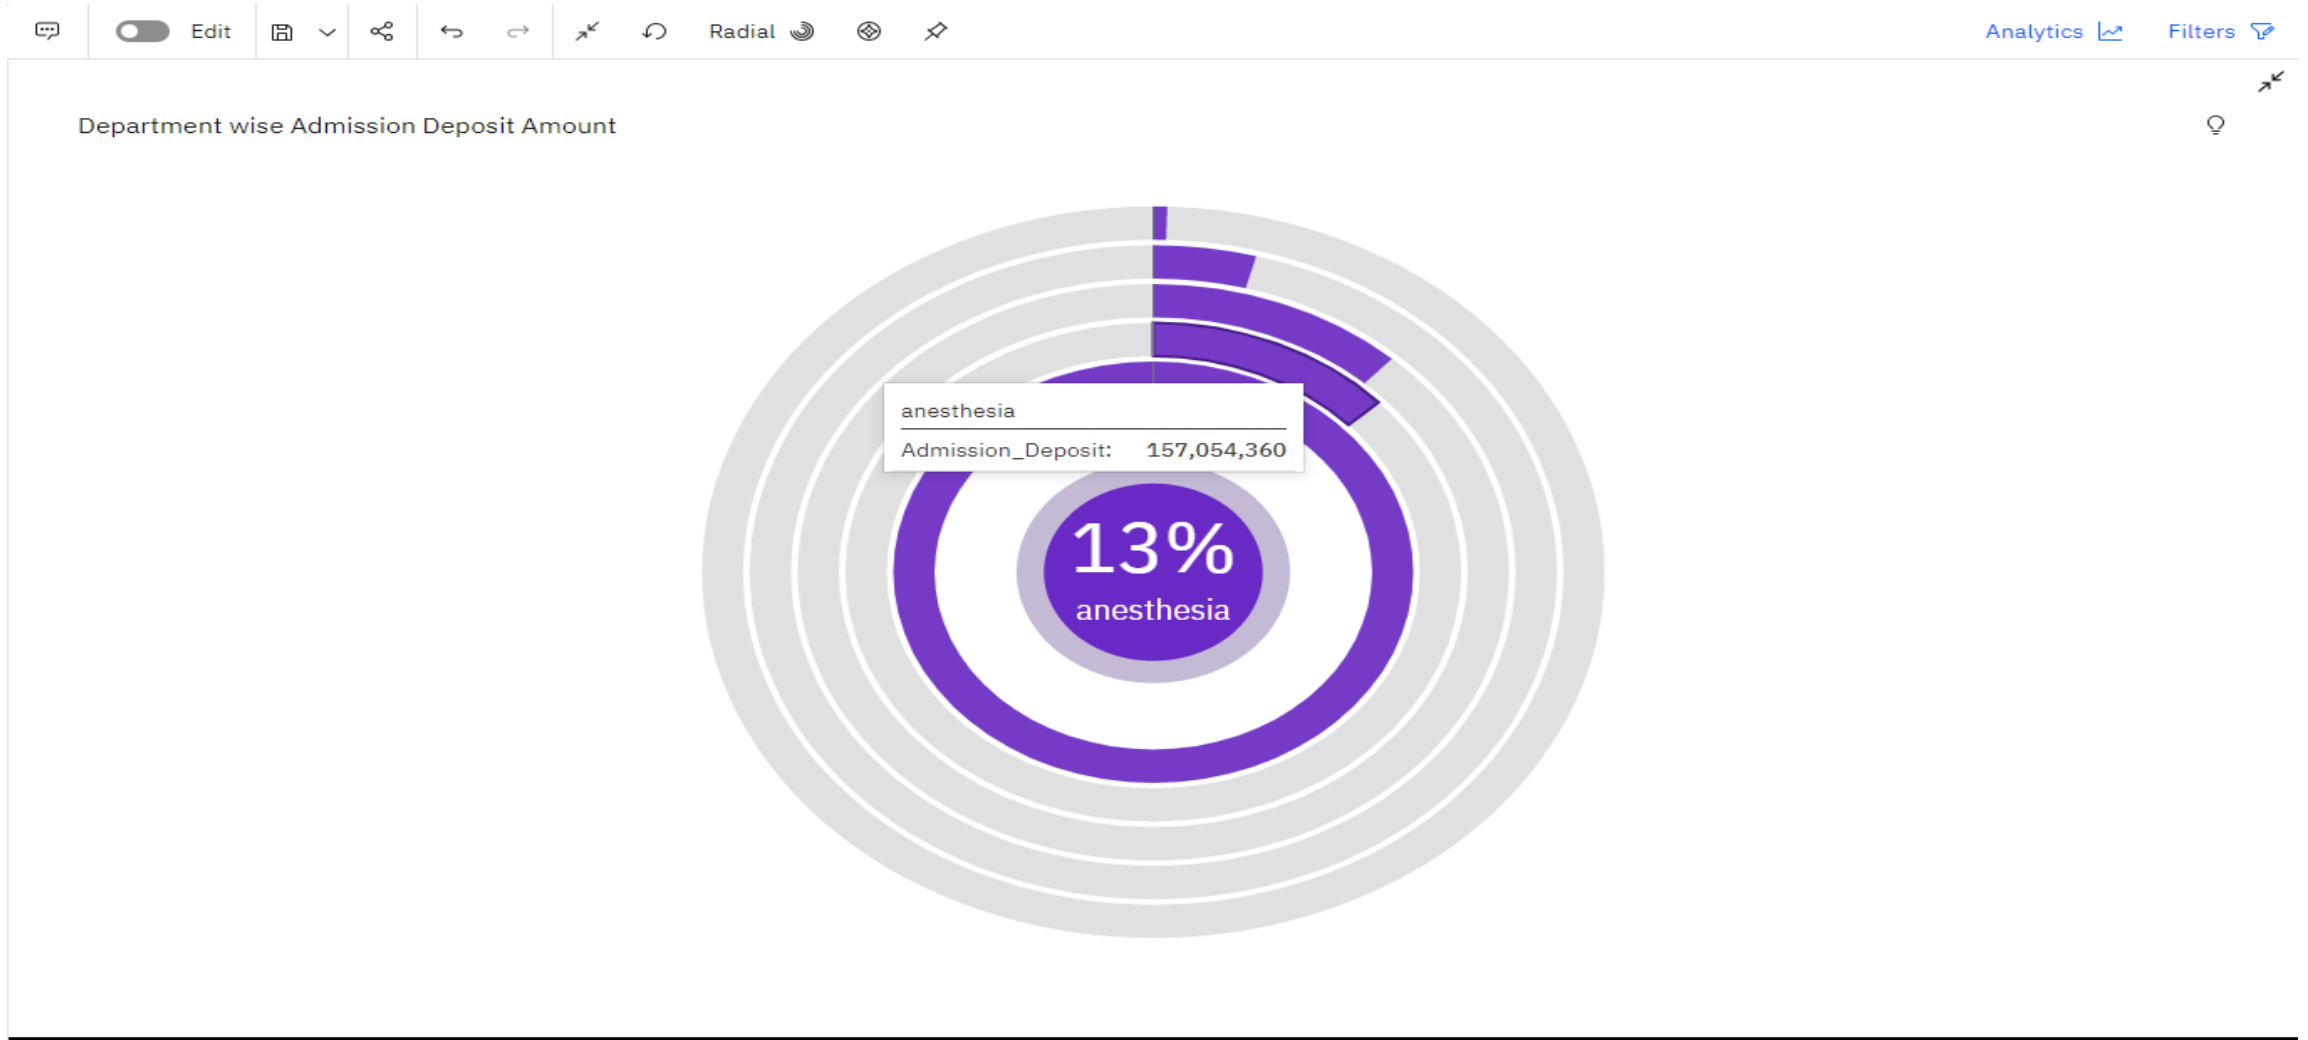 Edit
Radial
Analytics
Filters
Department wise Admission Deposit Amount
anesthesia
Admission_Deposit: 157,054,360
13%
anesthesia